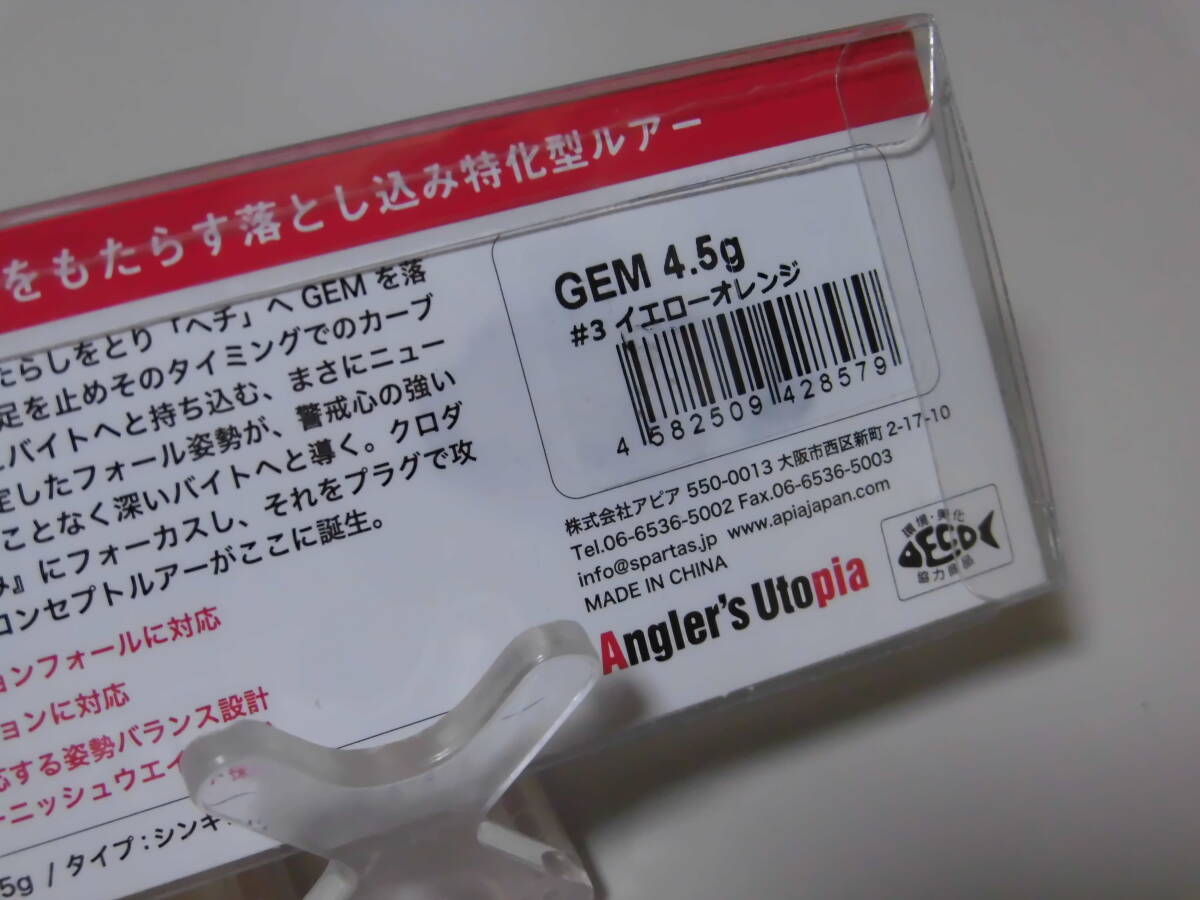 をもたらす落とし込み特化型ルアー
たらしをとり「ヘチ」へ GEM を落
足を止めそのタイミングでのカーブ
バイトへと持ち込む、まさにニュー
定したフォール姿勢が、警戒心の強い
ことなく深いバイトへと導く。クロダ
み』にフォーカスし、それをプラグで攻
コンセプトルアーがここに誕生。
ョンフォールに対応
ョンに対応
応する姿勢バランス設計
ーニッシュウエイ
5g / タイプ：シンキ
GEM 4.5g
#3 イエローオレンジ
4 582509 428579
株式会社アピア 550-0013 大阪市西区新町 2-17-10
Tel.06-6536-5002 Fax.06-6536-5003
info@spartas.jp www.apiajapan.com
MADE IN CHINA
Angler's Utopia
環境・美化
ECO
協力商品